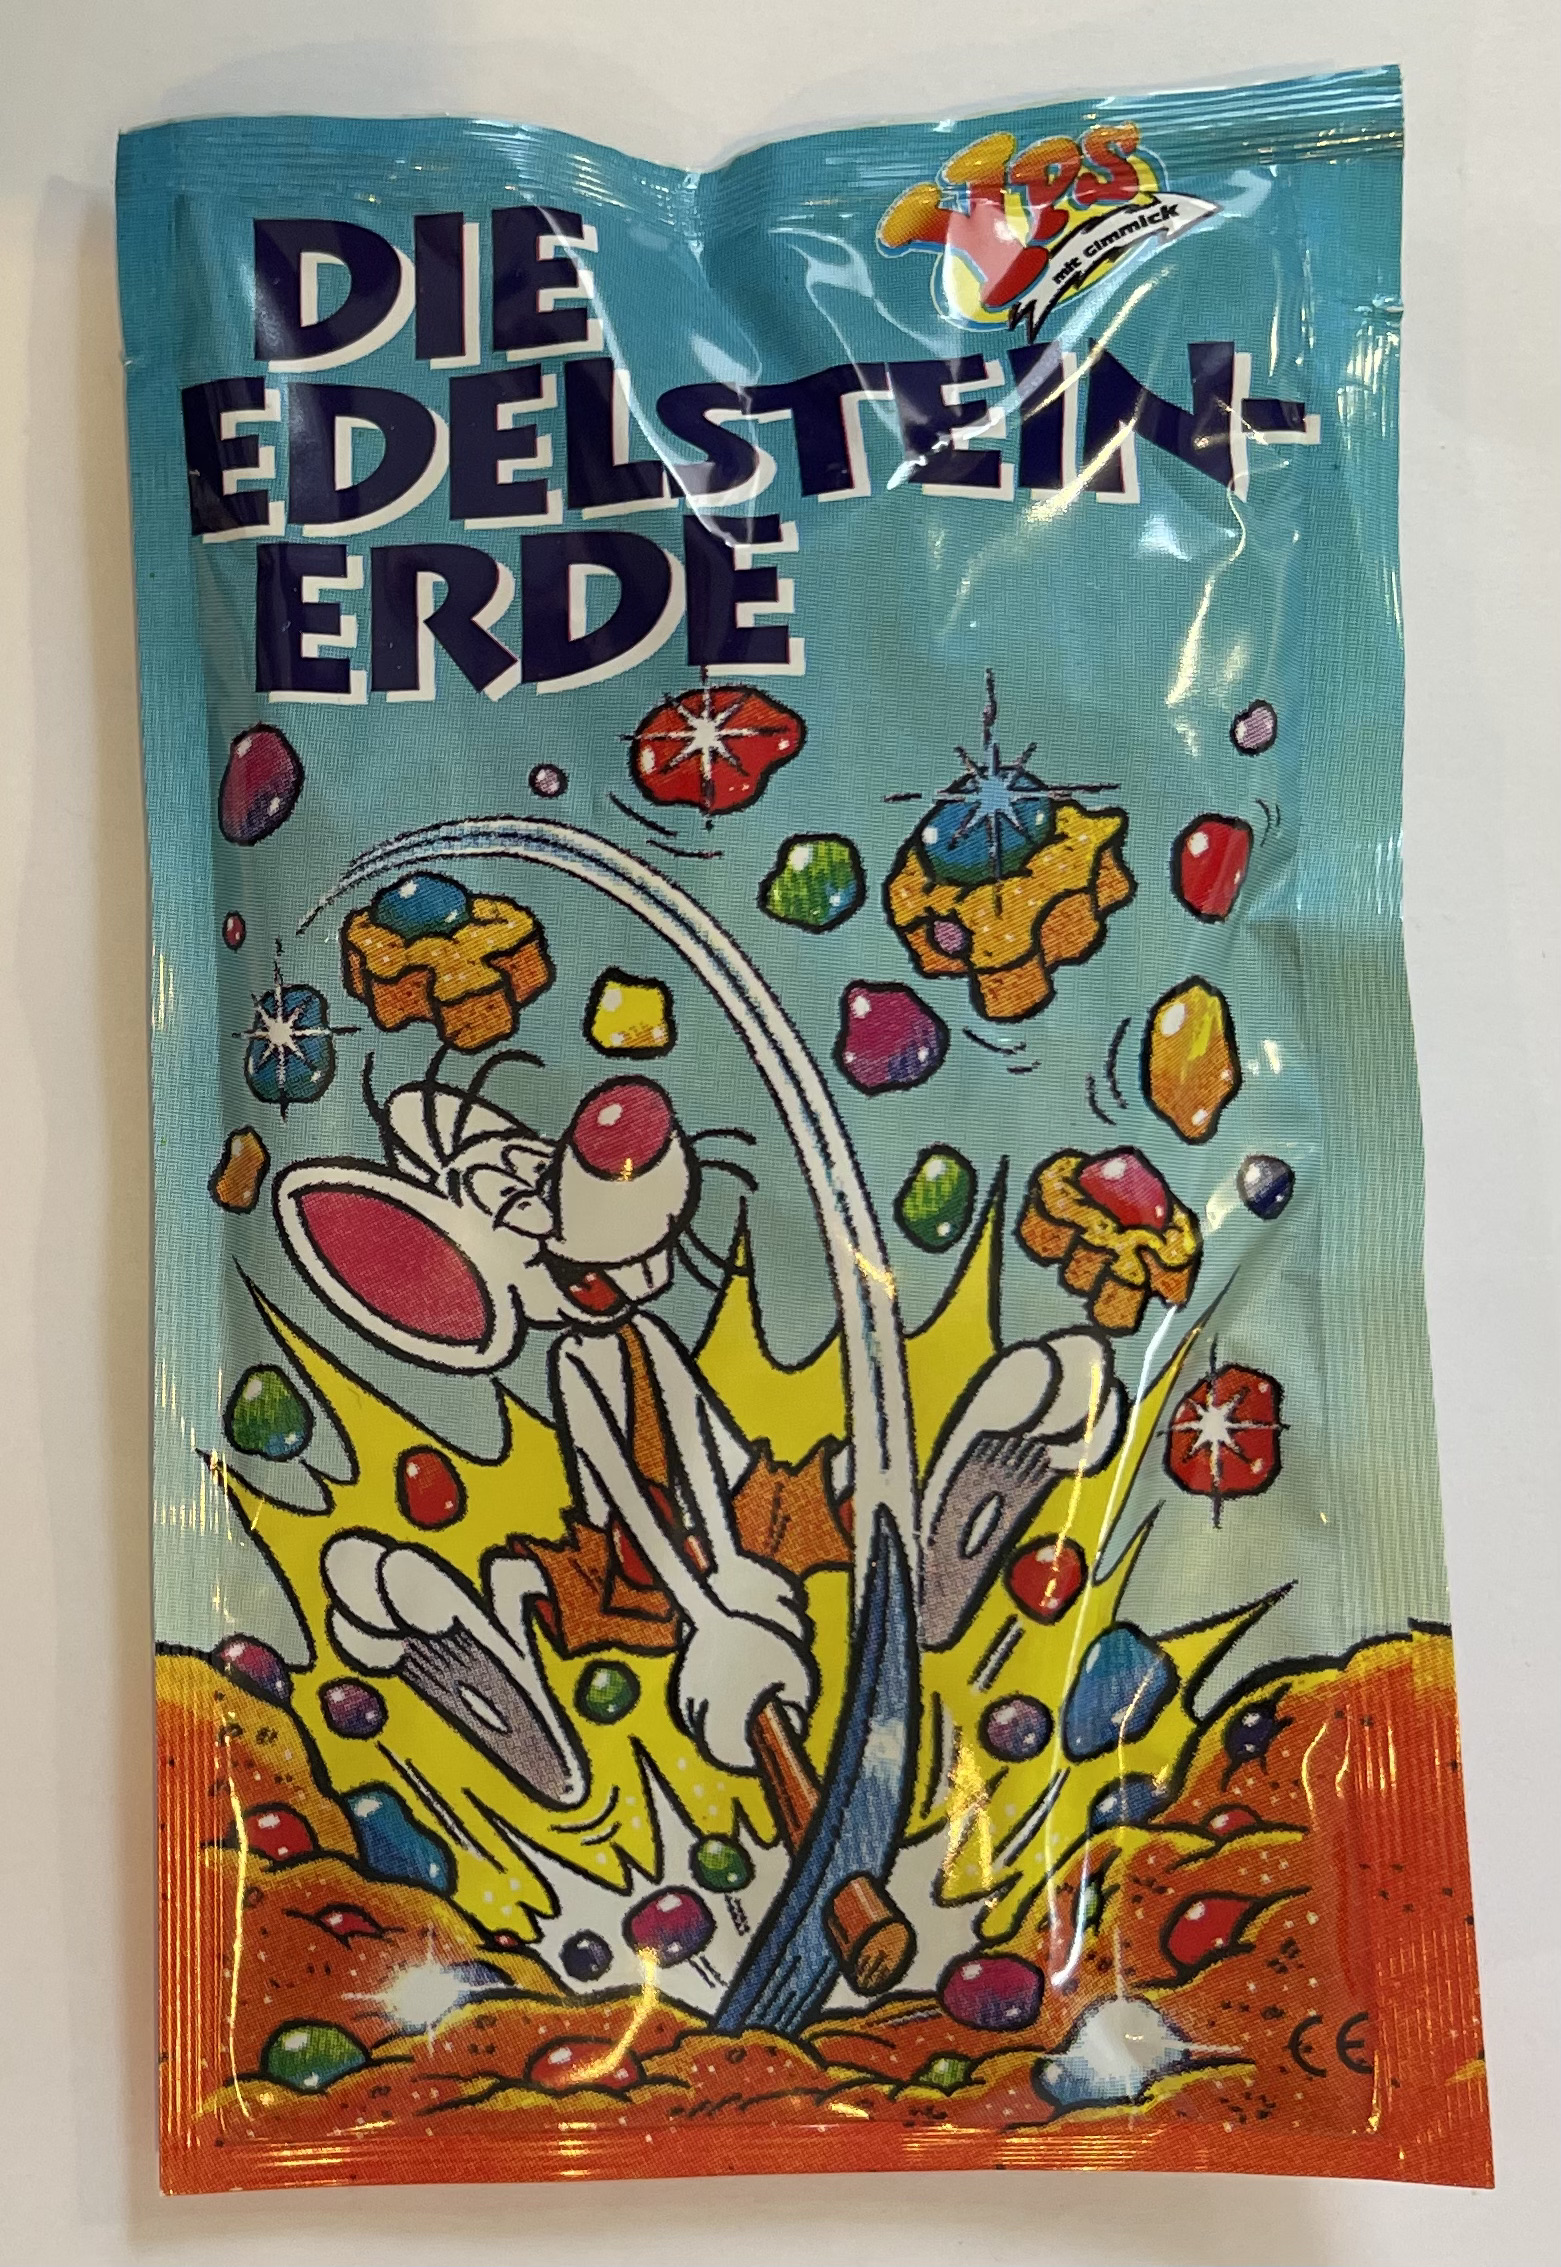 Yps
mit Gimmick
DIE
EDELSTEIN-
ERDE
CE